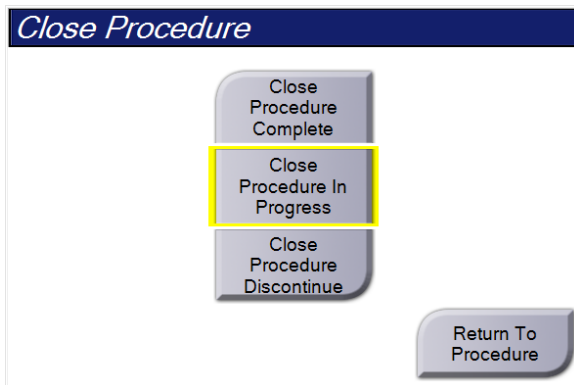 Close Procedure
Close
Procedure
Complete
Close
Procedure In
Progress
Close
Procedure
Discontinue
Return To
Procedure